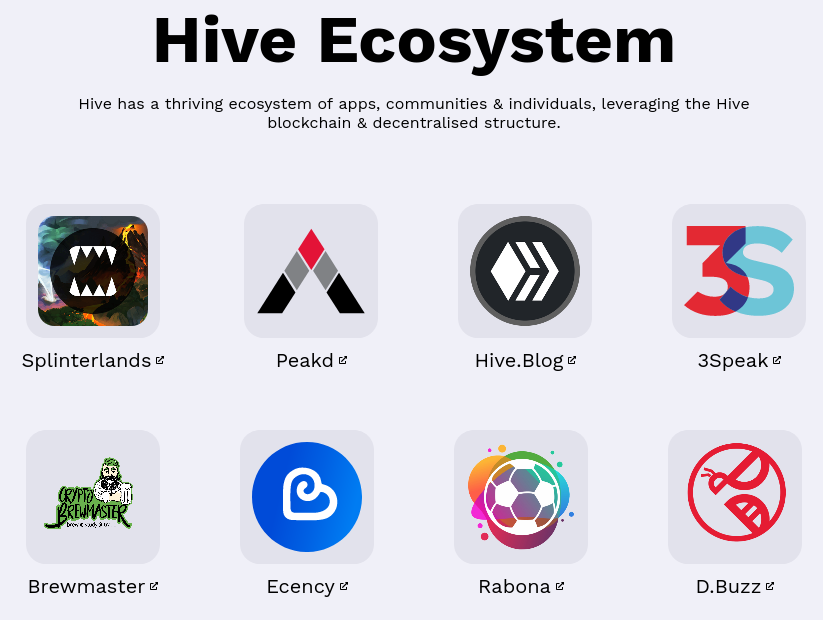 Hive Ecosystem
Hive has a thriving ecosystem of apps, communities & individuals, leveraging the Hive
blockchain & decentralised structure.
3S
Splinterlands
Peakd
Hive.Blog
3Speak
CRYPTO
BREWMASTER
Brewmaster
Ecency
Rabona
D.Buzz